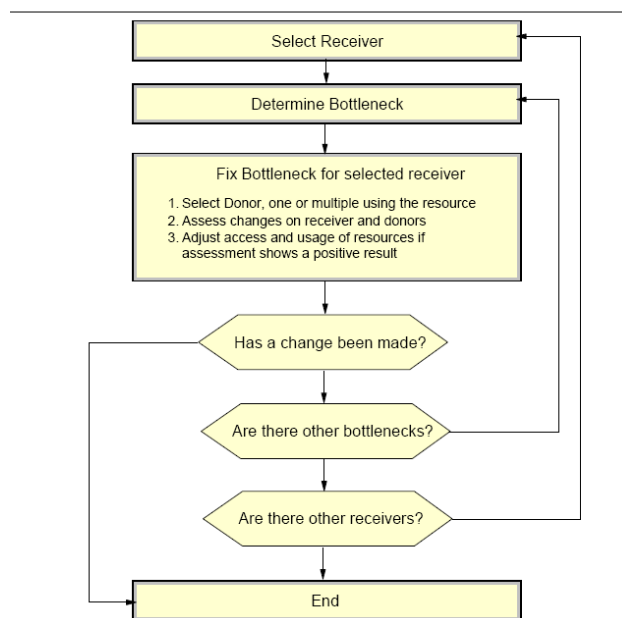 Select Receiver
Determine Bottleneck
Fix Bottleneck for selected receiver
1. Select Donor, one or multiple using the resource
2. Assess changes on receiver and donors
3. Adjust access and usage of resources if
assessment shows a positive result
Has a change been made?
Are there other bottlenecks?
Are there other receivers?
End